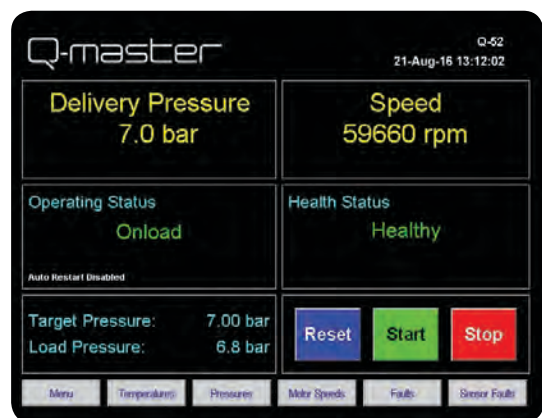 Q-master
Q-52
21-Aug-16 13:12:02
Delivery Pressure
7.0 bar
Speed
59660 rpm
Operating Status
Onload
Auto Restart Disabled
Health Status
Healthy
Target Pressure: 7.00 bar
Load Pressure: 6.8 bar
Reset Start Stop
Menu Temperatures Pressures Motor Speeds Faults Sensor Faults